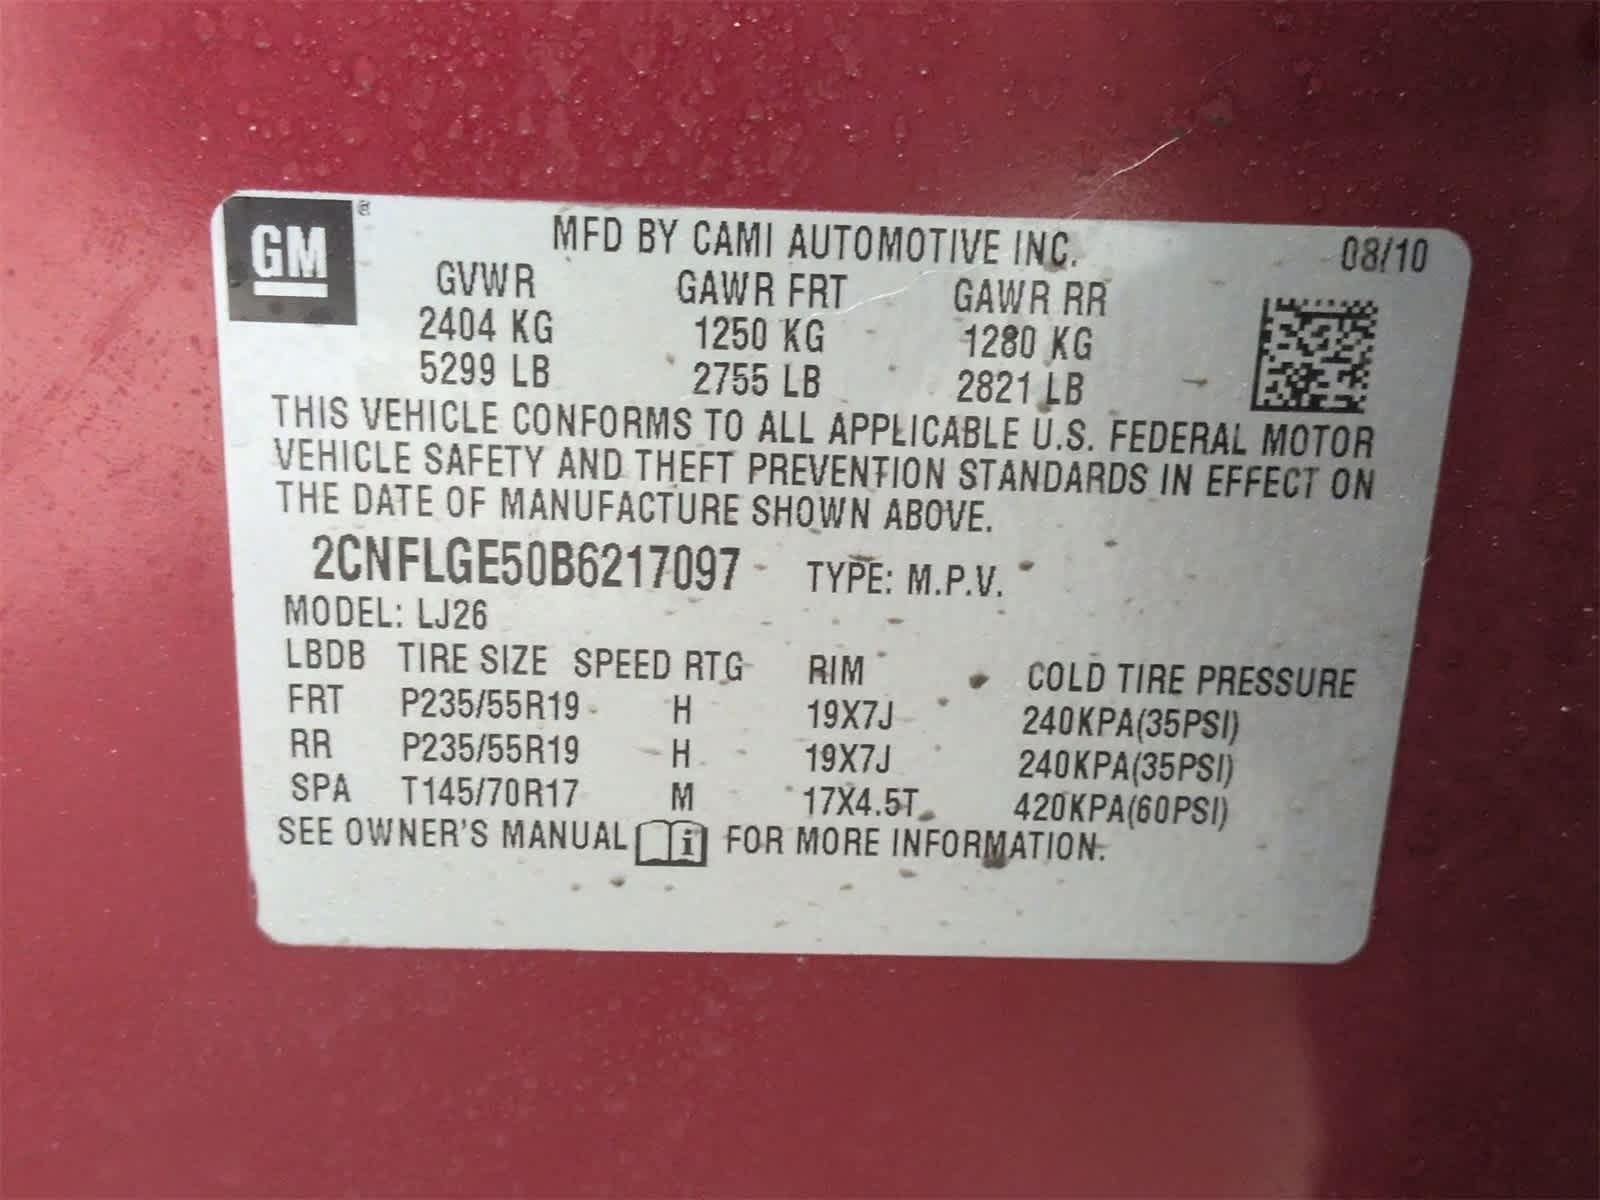 GM ®
MFD BY CAMI AUTOMOTIVE INC. 08/10
GVWR GAWR FRT GAWR RR
2404 KG 1250 KG 1280 KG
5299 LB 2755 LB 2821 LB
THIS VEHICLE CONFORMS TO ALL APPLICABLE U.S. FEDERAL MOTOR
VEHICLE SAFETY AND THEFT PREVENTION STANDARDS IN EFFECT ON
THE DATE OF MANUFACTURE SHOWN ABOVE.
2CNFLGE50B6217097 TYPE: M.P.V.
MODEL: LJ26
LBDB TIRE SIZE SPEED RTG RIM COLD TIRE PRESSURE
FRT P235/55R19 H 19X7J 240KPA(35PSI)
RR P235/55R19 H 19X7J 240KPA(35PSI)
SPA T145/70R17 M 17X4.5T 420KPA(60PSI)
SEE OWNER'S MANUAL i FOR MORE INFORMATION.